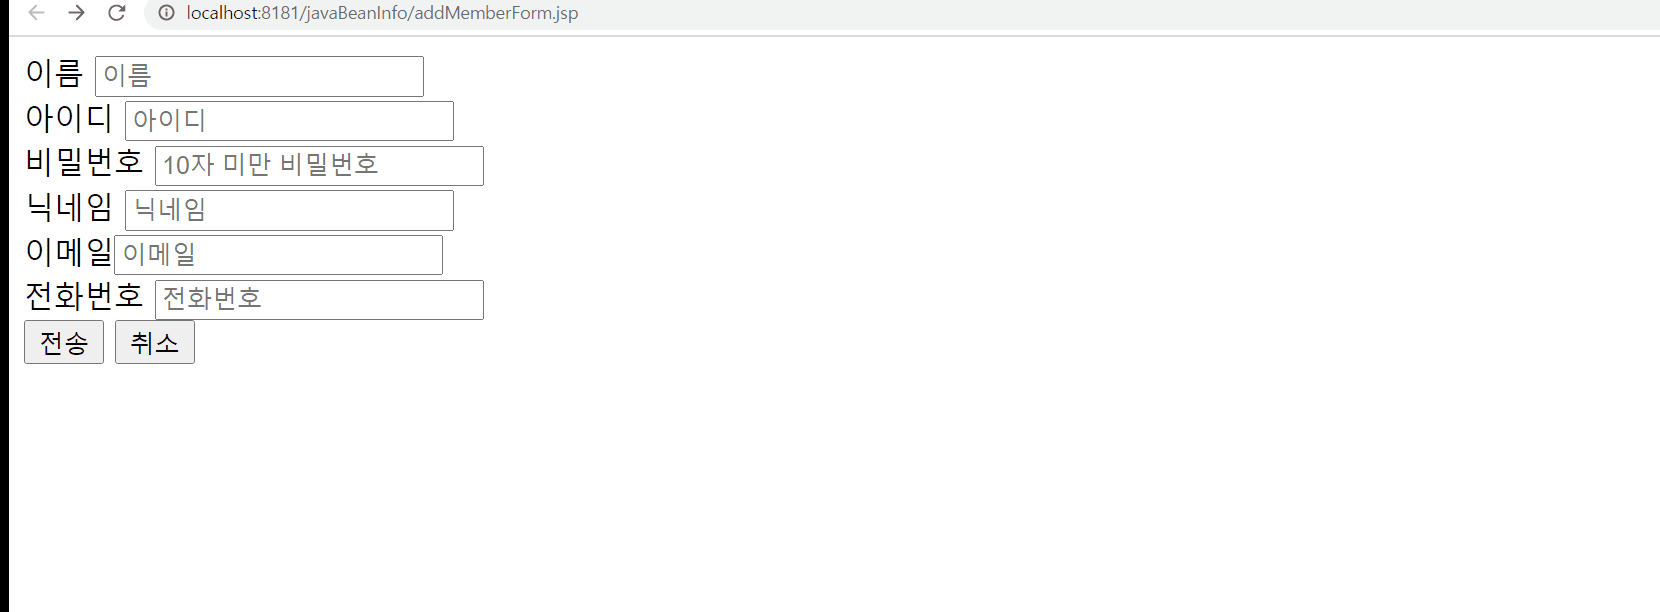 localhost:8181/javaBeanInfo/addMemberForm.jsp
이름 이름
아이디 아이디
비밀번호 10자 미만 비밀번호
닉네임 닉네임
이메일 이메일
전화번호 전화번호
전송 취소